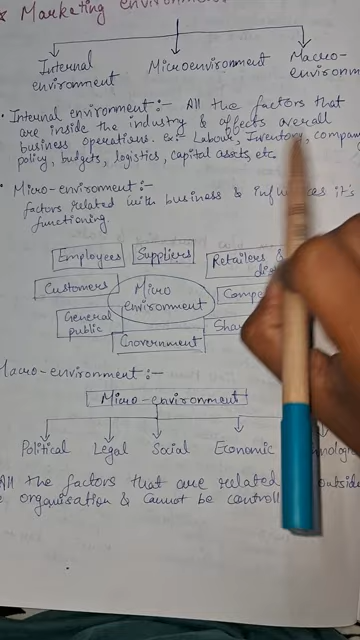 * Marketing environment
Internal environment
Microenvironment
Macro-environm
• Internal environment :- All the factors that
are inside the industry & affects overall
business operations. ex:- Labour, Inventory, company
policy, budgets, logistics, capital assets, etc.
• Micro-environment :- factors related with business & influences it's
functioning.
Employees
Suppliers
Retailers &
Customers
Micro
environment
General
public
Government
Macro-environment :-
Micro-environment
Political
Legal
Social
Economic
All the factors that are related
organisation & cannot be